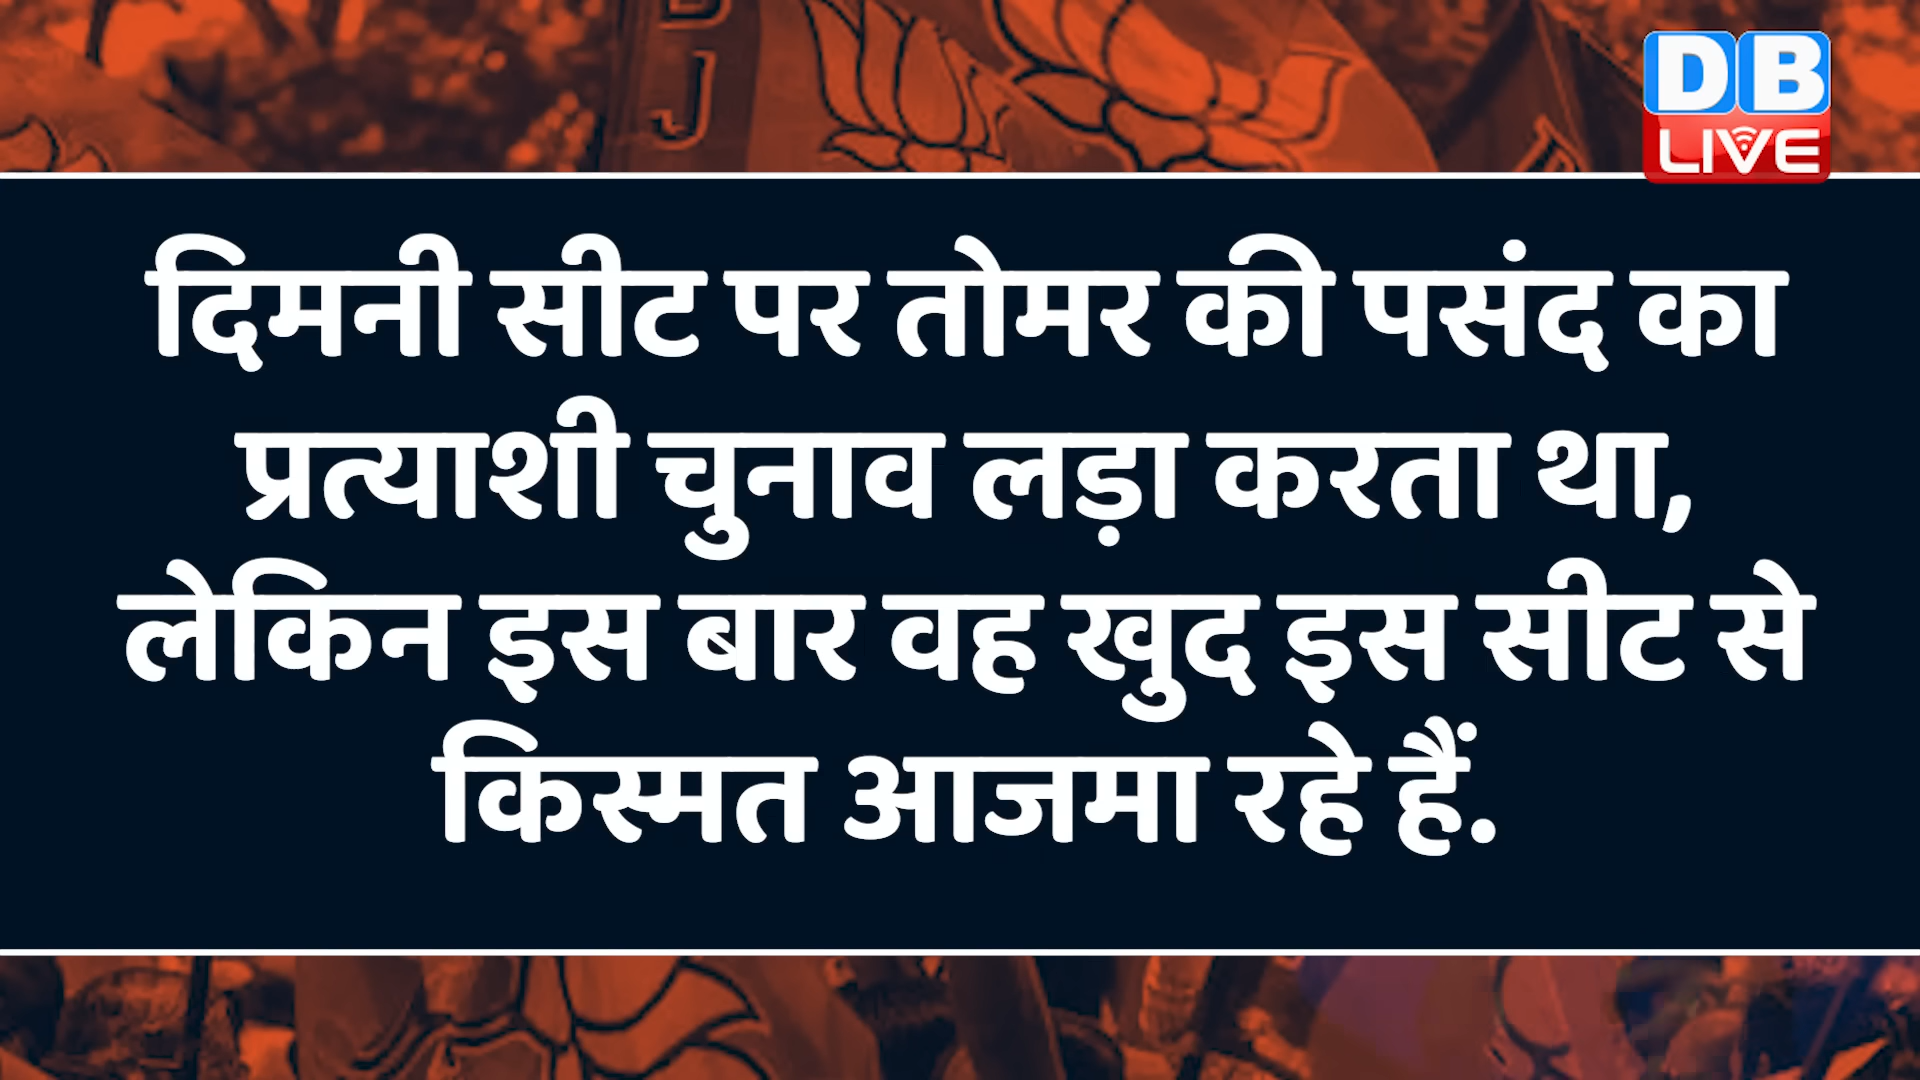 B
J
DB
LIVE
दिमनी सीट पर तोमर की पसंद का
प्रत्याशी चुनाव लड़ा करता था,
लेकिन इस बार वह खुद इस सीट से
किस्मत आजमा रहे हैं.